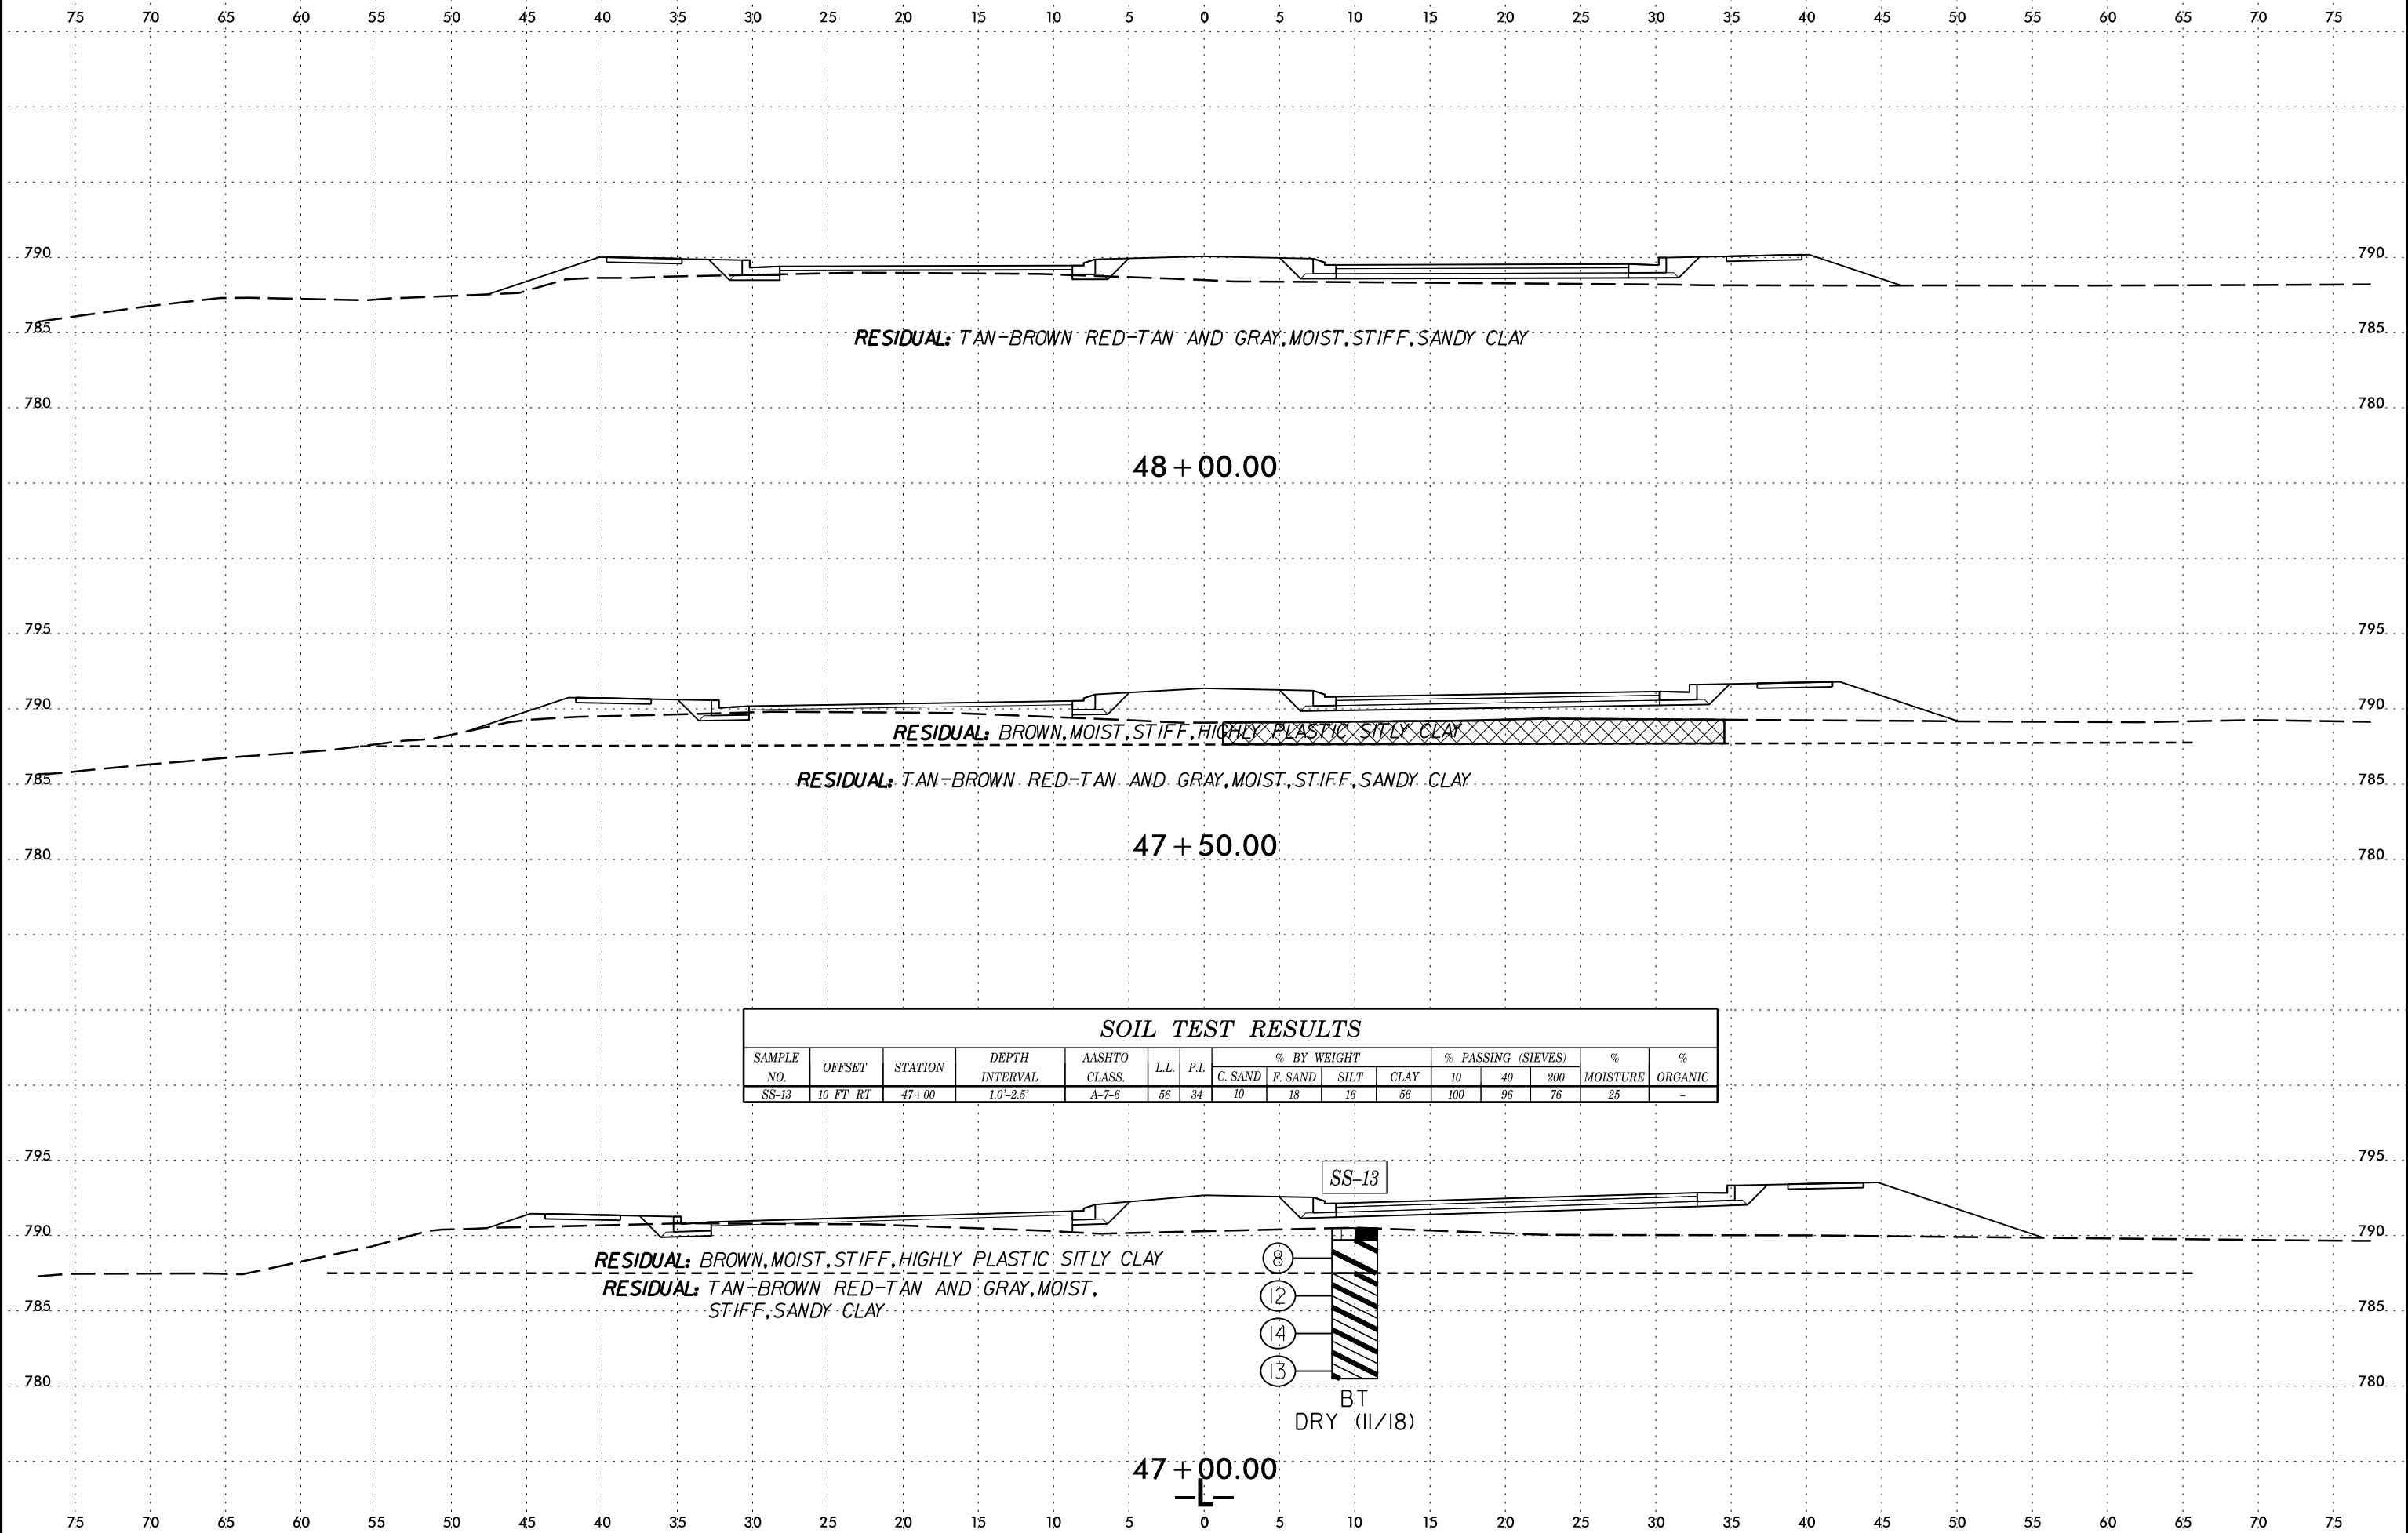 75 70 65 60 55 50 45 40 35 30 25 20 15 10 5 0 5 10 15 20 25 30 35 40 45 50 55 60 65 70 75
790 790
785 785
RESIDUAL: TAN-BROWN RED-TAN AND GRAY,MOIST,STIFF,SANDY CLAY
780 780
48+00.00
795 795
790 790
RESIDUAL: BROWN,MOIST,STIFF,HIGHLY PLASTIC SITLY CLAY
785 785
RESIDUAL: TAN-BROWN RED-TAN AND GRAY,MOIST,STIFF,SANDY CLAY
47+50.00
780 780
SOIL TEST RESULTS
SAMPLE NO. OFFSET STATION DEPTH INTERVAL AASHTO CLASS. L.L. P.I. % BY WEIGHT % PASSING (SIEVES) % MOISTURE % ORGANIC
C. SAND F. SAND SILT CLAY 10 40 200
SS-13 10 FT RT 47+00 1.0'-2.5' A-7-6 56 34 10 18 16 56 100 96 76 25 -
795 795
SS-13
790 790
RESIDUAL: BROWN,MOIST,STIFF,HIGHLY PLASTIC SITLY CLAY
8
RESIDUAL: TAN-BROWN RED-TAN AND GRAY,MOIST,
12
STIFF,SANDY CLAY
785 785
14
13
780 780
BT
DRY (11/18)
47+00.00
-L-
75 70 65 60 55 50 45 40 35 30 25 20 15 10 5 0 5 10 15 20 25 30 35 40 45 50 55 60 65 70 75